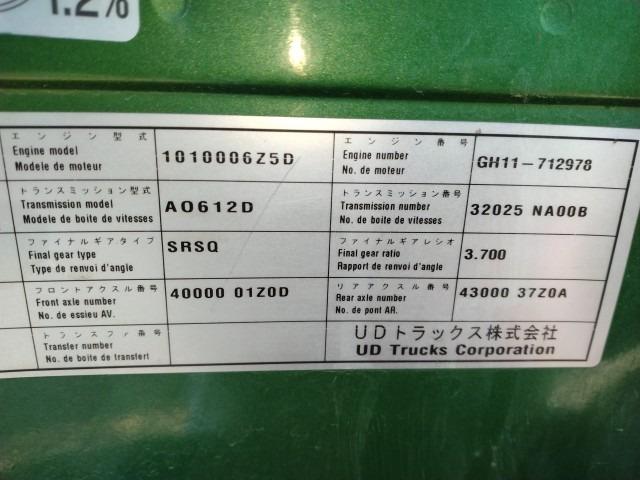 1.2%
エンジン型式
Engine model
Modele de moteur
1010006Z5D
エンジン番号
Engine number
No. de moteur
GH11-712978
トランスミッション型式
Transmission model
Modele de boite de vitesses
AO612D
トランスミッション番号
Transmission number
No. de boite de vitesses
32025 NA00B
ファイナルギアタイプ
Final gear type
Type de renvoi d'angle
SRSQ
ファイナルギアレシオ
Final gear ratio
Rapport de renvoi d'angle
3.700
フロントアクスル番号
Front axle number
No. de essieu AV.
40000 01Z0D
リアアクスル番号
Rear axle number
No. de pont AR.
43000 37Z0A
トランスファ番号
Transfer number
No. de boite de transfert
UDトラックス株式会社
UD Trucks Corporation